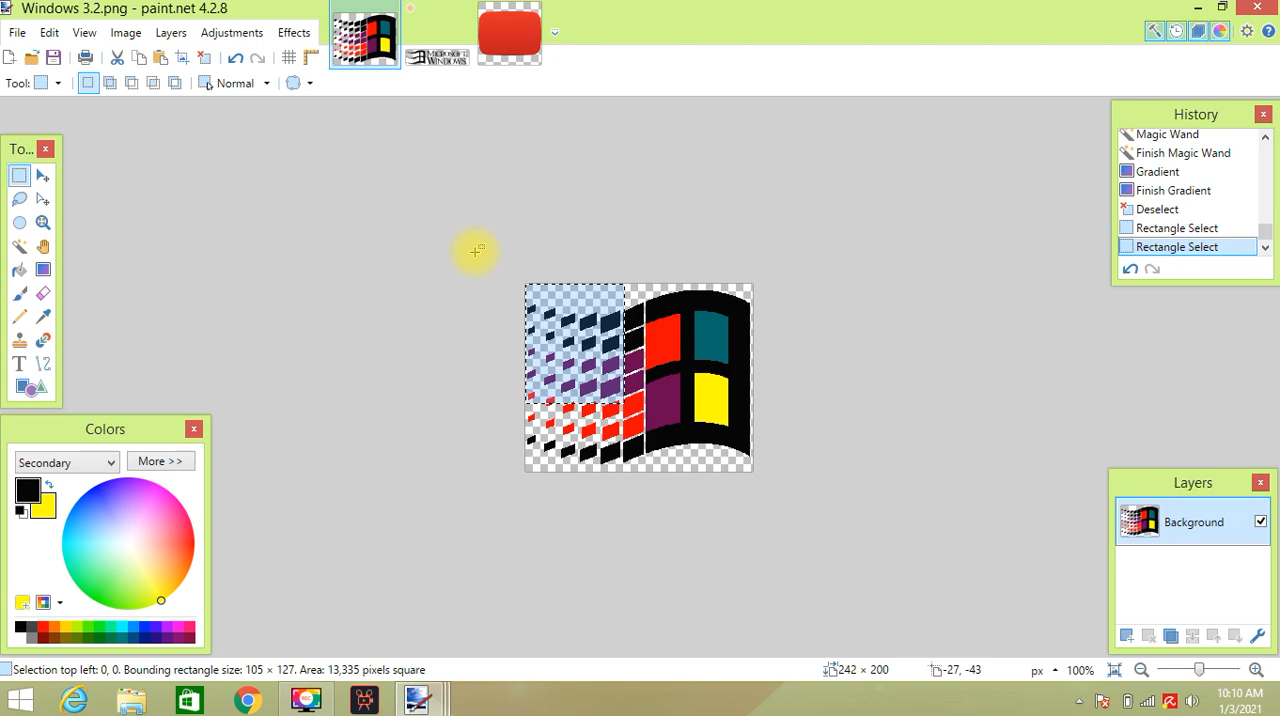 Windows 3.2.png - paint.net 4.2.8
File Edit View Image Layers Adjustments Effects
MICROSOFT
WINDOWS
Tool: Normal
To...
History
Magic Wand
Finish Magic Wand
Gradient
Finish Gradient
Deselect
Rectangle Select
Rectangle Select
Colors
Secondary More >>
Layers
Background
Selection top left: 0, 0. Bounding rectangle size: 105 × 127. Area: 13,335 pixels square 242 × 200 -27, -43 px 100%
REC
10:10 AM
1/3/2021